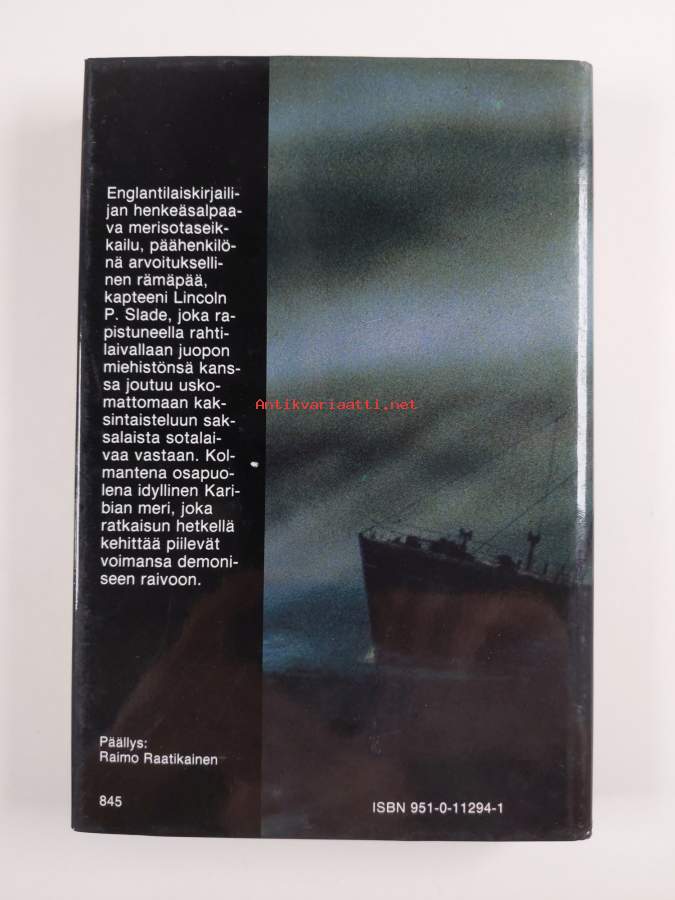 Englantilaiskirjaili-
jan henkeäsalpaa-
va merisotaseik-
kailu, päähenkilö-
nä arvoitukselli-
nen rämäpää,
kapteeni Lincoln
P. Slade, joka ra-
pistuneella rahti-
laivallaan juopon
miehistönsä kans-
sa joutuu usko-
mattomaan kak-
sintaisteluun sak-
salaista sotalai-
vaa vastaan. Kol-
mantena osapuo-
lena idyllinen Kari-
bian meri, joka
ratkaisun hetkellä
kehittää piilevät
voimansa demoni-
seen raivoon.
Antikvariaatti.net
Päällys:
Raimo Raatikainen
845
ISBN 951-0-11294-1